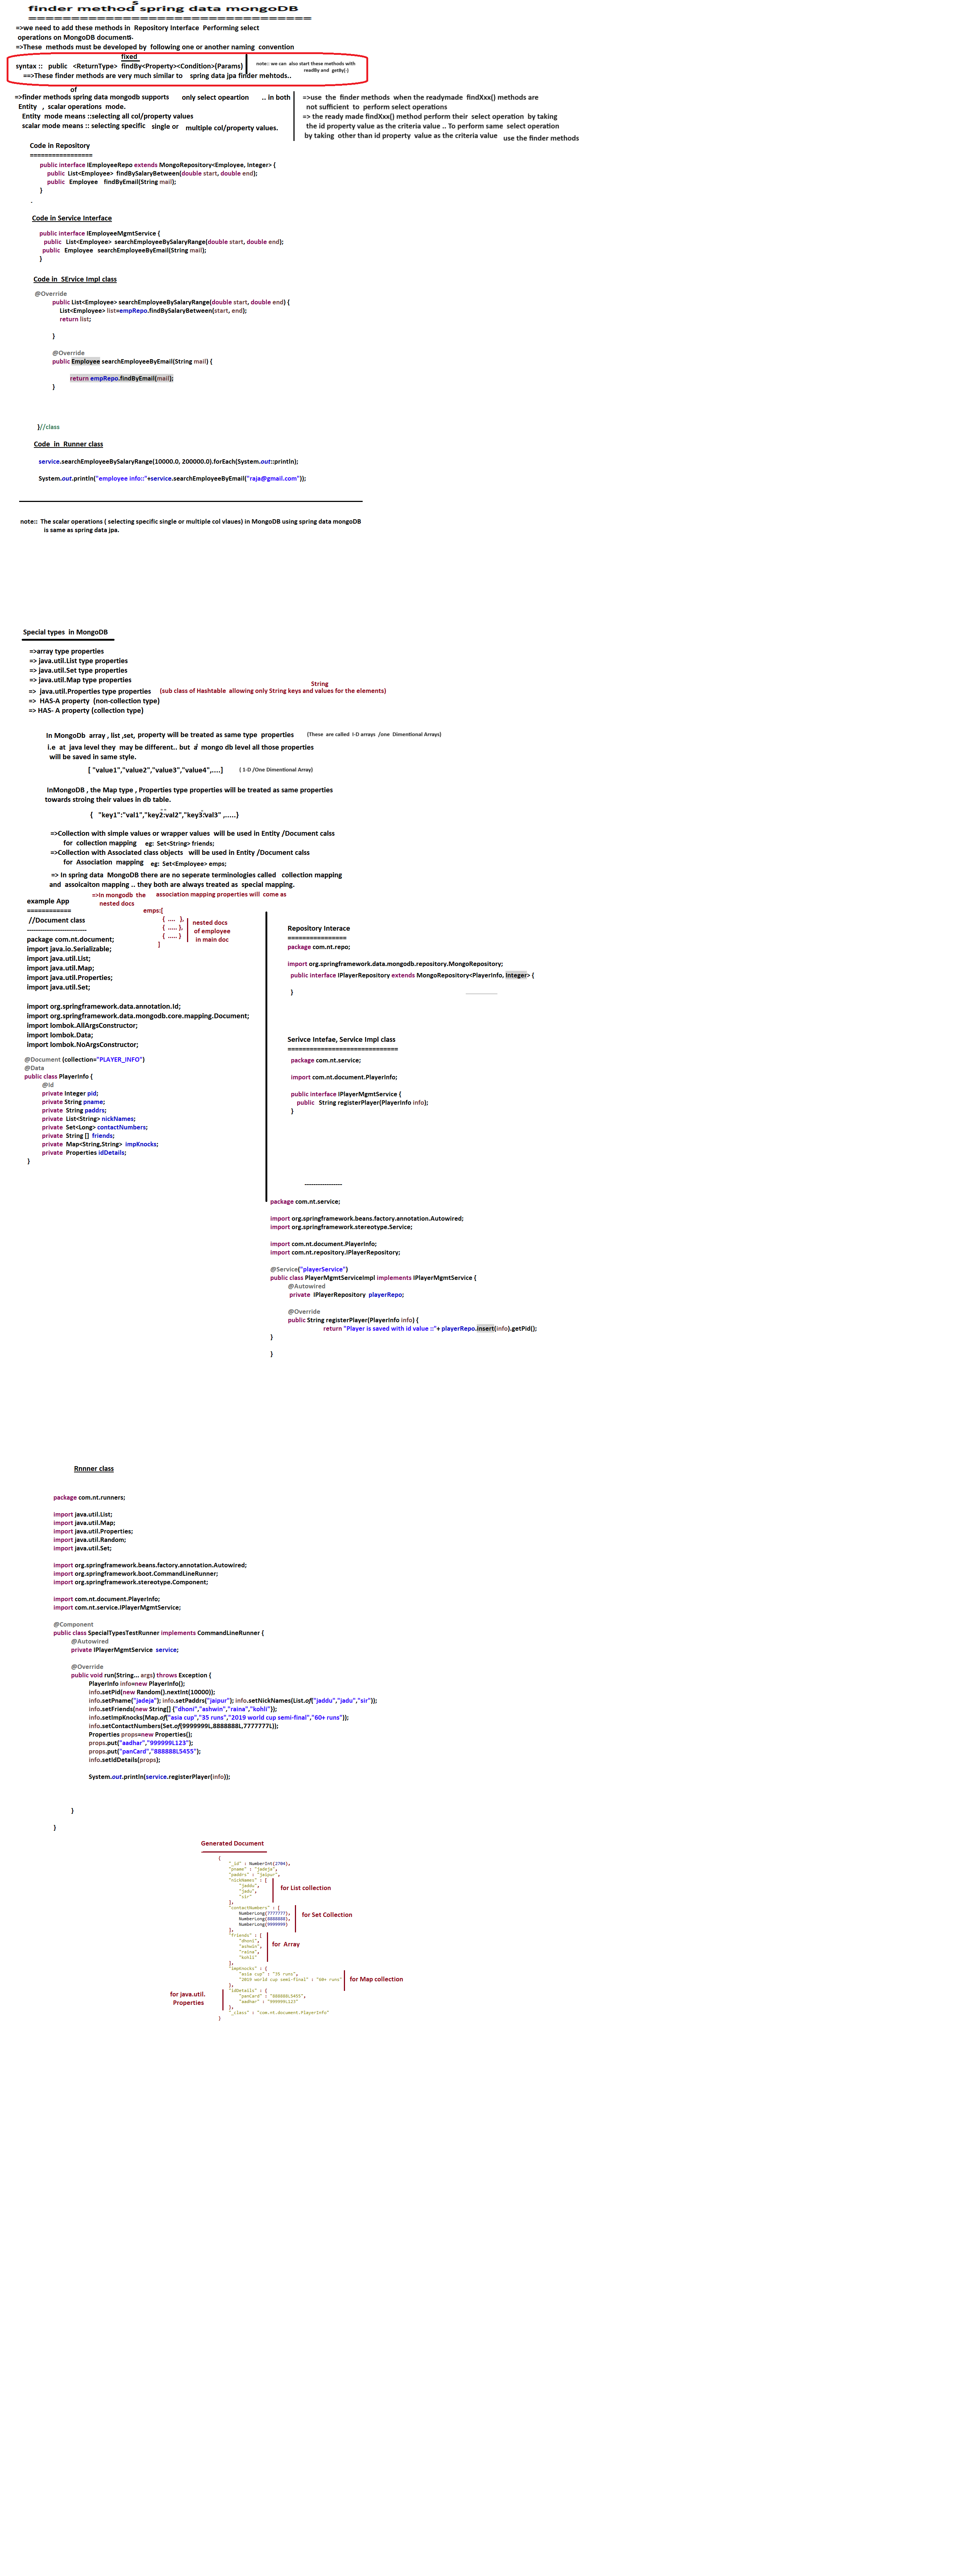 finder methods spring data mongoDB
=================================
=>we need to add these methods in Repository Interface Performing select
operations on MongoDB documents.
=>These methods must be developed by following one or another naming convention
fixed
syntax :: public <ReturnType> findBy<Property><Condition>(Params)
note:: we can also start these methods with
readBy and getBy(-)
==>These finder methods are very much similar to spring data jpa finder mehtods..
of
=>finder methods spring data mongodb supports only select opeartion .. in both
Entity , scalar operations mode.
Entity mode means ::selecting all col/property values
scalar mode means :: selecting specific single or multiple col/property values.
=>use the finder methods when the readymade findXxx() methods are
not sufficient to perform select operations
=> the ready made findXxx() method perform their select operation by taking
the id property value as the criteria value .. To perform same select operation
by taking other than id property value as the criteria value use the finder methods
Code in Repository
=================
public interface IEmployeeRepo extends MongoRepository<Employee, Integer> {
public List<Employee> findBySalaryBetween(double start, double end);
public Employee findByEmail(String mail);
}
Code in Service Interface
public interface IEmployeeMgmtService {
public List<Employee> searchEmployeeBySalaryRange(double start, double end);
public Employee searchEmployeeByEmail(String mail);
}
Code in SErvice Impl class
@Override
public List<Employee> searchEmployeeBySalaryRange(double start, double end) {
List<Employee> list=empRepo.findBySalaryBetween(start, end);
return list;
}
@Override
public Employee searchEmployeeByEmail(String mail) {
return empRepo.findByEmail(mail);
}
}//class
Code in Runner class
service.searchEmployeeBySalaryRange(10000.0, 200000.0).forEach(System.out::println);
System.out.println("employee info::"+service.searchEmployeeByEmail("raja@gmail.com"));
note:: The scalar operations ( selecting specific single or multiple col vlaues) in MongoDB using spring data mongoDB
is same as spring data jpa.
Special types in MongoDB
=>array type properties
=> java.util.List type properties
=> java.util.Set type properties
=> java.util.Map type properties
String
=> java.util.Properties type properties (sub class of Hashtable allowing only String keys and values for the elements)
=> HAS-A property (non-collection type)
=> HAS- A property (collection type)
In MongoDb array , list ,set, property will be treated as same type properties (These are called I-D arrays /one Dimentional Arrays)
i.e at java level they may be different.. but at mongo db level all those properties
will be saved in same style.
[ "value1","value2","value3","value4",....] ( 1-D /One Dimentional Array)
InMongoDB , the Map type , Properties type properties will be treated as same properties
towards stroing their values in db table.
{ "key1":"val1","key2":"val2","key3":"val3" ,.....}
=>Collection with simple values or wrapper values will be used in Entity /Document calss
for collection mapping eg: Set<String> friends;
=>Collection with Associated class objects will be used in Entity /Document calss
for Association mapping eg: Set<Employee> emps;
=> In spring data MongoDB there are no seperate terminologies called collection mapping
and assoicaiton mapping .. they both are always treated as special mapping.
=>In mongodb the association mapping properties will come as
nested docs
emps:[
{ .... },
{ ..... },
{ ..... }
]
nested docs
of employee
in main doc
example App
============
//Document class
---------------------------
package com.nt.document;
import java.io.Serializable;
import java.util.List;
import java.util.Map;
import java.util.Properties;
import java.util.Set;
import org.springframework.data.annotation.Id;
import org.springframework.data.mongodb.core.mapping.Document;
import lombok.AllArgsConstructor;
import lombok.Data;
import lombok.NoArgsConstructor;
@Document (collection="PLAYER_INFO")
@Data
public class PlayerInfo {
@Id
private Integer pid;
private String pname;
private String paddrs;
private List<String> nickNames;
private Set<Long> contactNumbers;
private String [] friends;
private Map<String,String> impKnocks;
private Properties idDetails;
}
Repository Interace
================
package com.nt.repo;
import org.springframework.data.mongodb.repository.MongoRepository;
public interface IPlayerRepository extends MongoRepository<PlayerInfo, Integer> {
}
Serivce Intefae, Service Impl class
==============================
package com.nt.service;
import com.nt.document.PlayerInfo;
public interface IPlayerMgmtService {
public String registerPlayer(PlayerInfo info);
}
-----------------
package com.nt.service;
import org.springframework.beans.factory.annotation.Autowired;
import org.springframework.stereotype.Service;
import com.nt.document.PlayerInfo;
import com.nt.repository.IPlayerRepository;
@Service("playerService")
public class PlayerMgmtServiceImpl implements IPlayerMgmtService {
@Autowired
private IPlayerRepository playerRepo;
@Override
public String registerPlayer(PlayerInfo info) {
return "Player is saved with id value ::"+ playerRepo.insert(info).getPid();
}
}
Rnnner class
package com.nt.runners;
import java.util.List;
import java.util.Map;
import java.util.Properties;
import java.util.Random;
import java.util.Set;
import org.springframework.beans.factory.annotation.Autowired;
import org.springframework.boot.CommandLineRunner;
import org.springframework.stereotype.Component;
import com.nt.document.PlayerInfo;
import com.nt.service.IPlayerMgmtService;
@Component
public class SpecialTypesTestRunner implements CommandLineRunner {
@Autowired
private IPlayerMgmtService service;
@Override
public void run(String... args) throws Exception {
PlayerInfo info=new PlayerInfo();
info.setPid(new Random().nextInt(10000));
info.setPname("jadeja"); info.setPaddrs("jaipur"); info.setNickNames(List.of("jaddu","jadu","sir"));
info.setFriends(new String[] {"dhoni","ashwin","raina","kohli"});
info.setImpKnocks(Map.of("asia cup","35 runs","2019 world cup semi-final","60+ runs"));
info.setContactNumbers(Set.of(9999999L,8888888L,7777777L));
Properties props=new Properties();
props.put("aadhar","999999L123");
props.put("panCard","888888L5455");
info.setIdDetails(props);
System.out.println(service.registerPlayer(info));
}
}
Generated Document
{
"_id" : NumberInt(2704),
"pname" : "jadeja",
"paddrs" : "jaipur",
"nickNames" : [
"jaddu",
"jadu",
"sir"
],
for List collection
"contactNumbers" : [
NumberLong(7777777),
NumberLong(8888888),
NumberLong(9999999)
],
for Set Collection
"friends" : [
"dhoni",
"ashwin",
"raina",
"kohli"
],
for Array
"impKnocks" : {
"asia cup" : "35 runs",
"2019 world cup semi-final" : "60+ runs"
},
for Map collection
"idDetails" : {
"panCard" : "888888L5455",
"aadhar" : "999999L123"
},
for java.util.
Properties
"_class" : "com.nt.document.PlayerInfo"
}